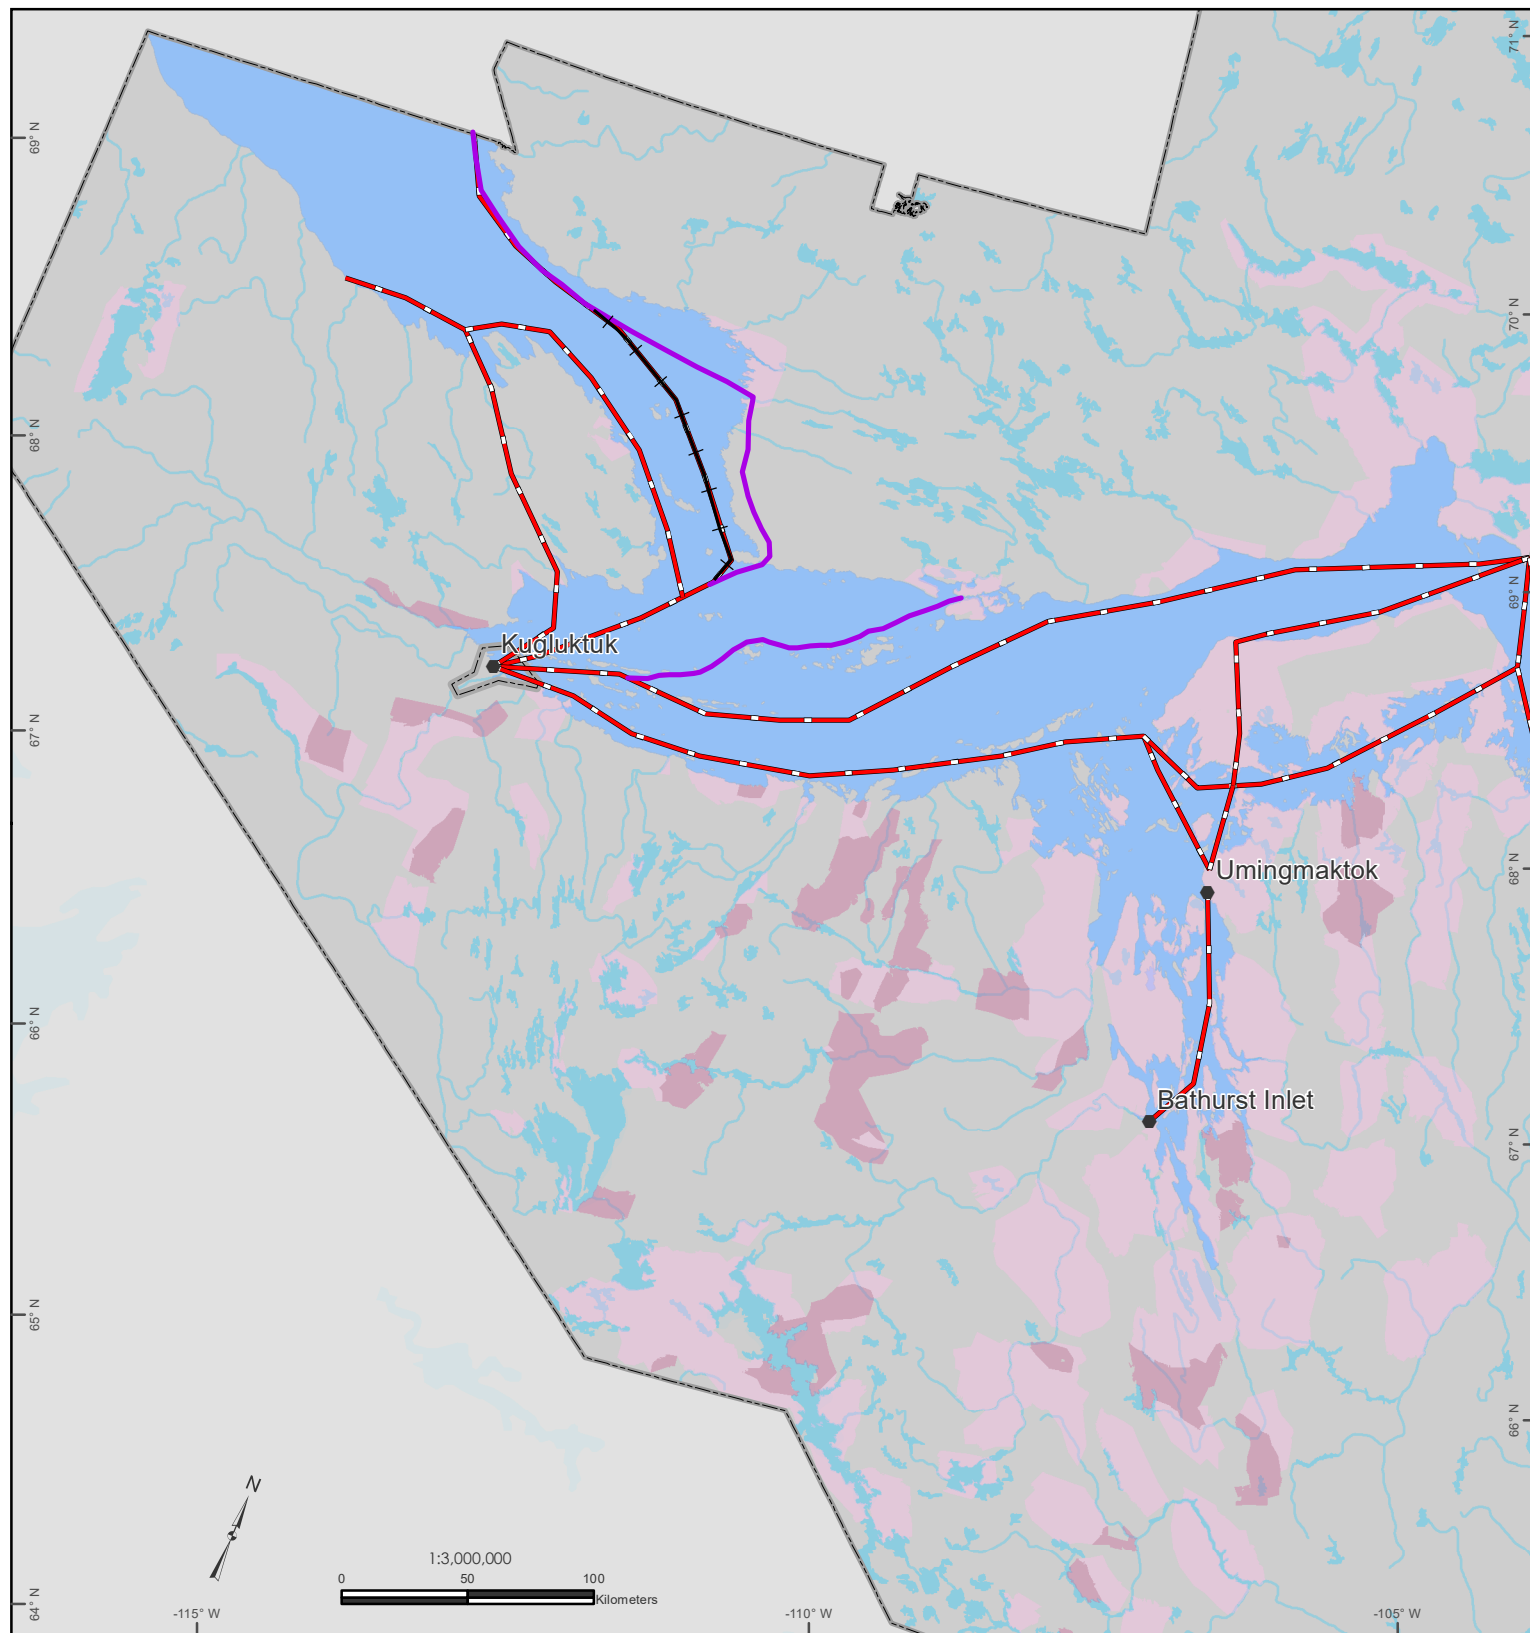 71° N
69° N
70° N
68° N
69° N
Kugluktuk
67° N
Umingmaktok
68° N
66° N
Bathurst Inlet
67° N
65° N
66° N
N
1:3,000,000
0 50 100
Kilometers
64° N
-115° W
-110° W
-105° W